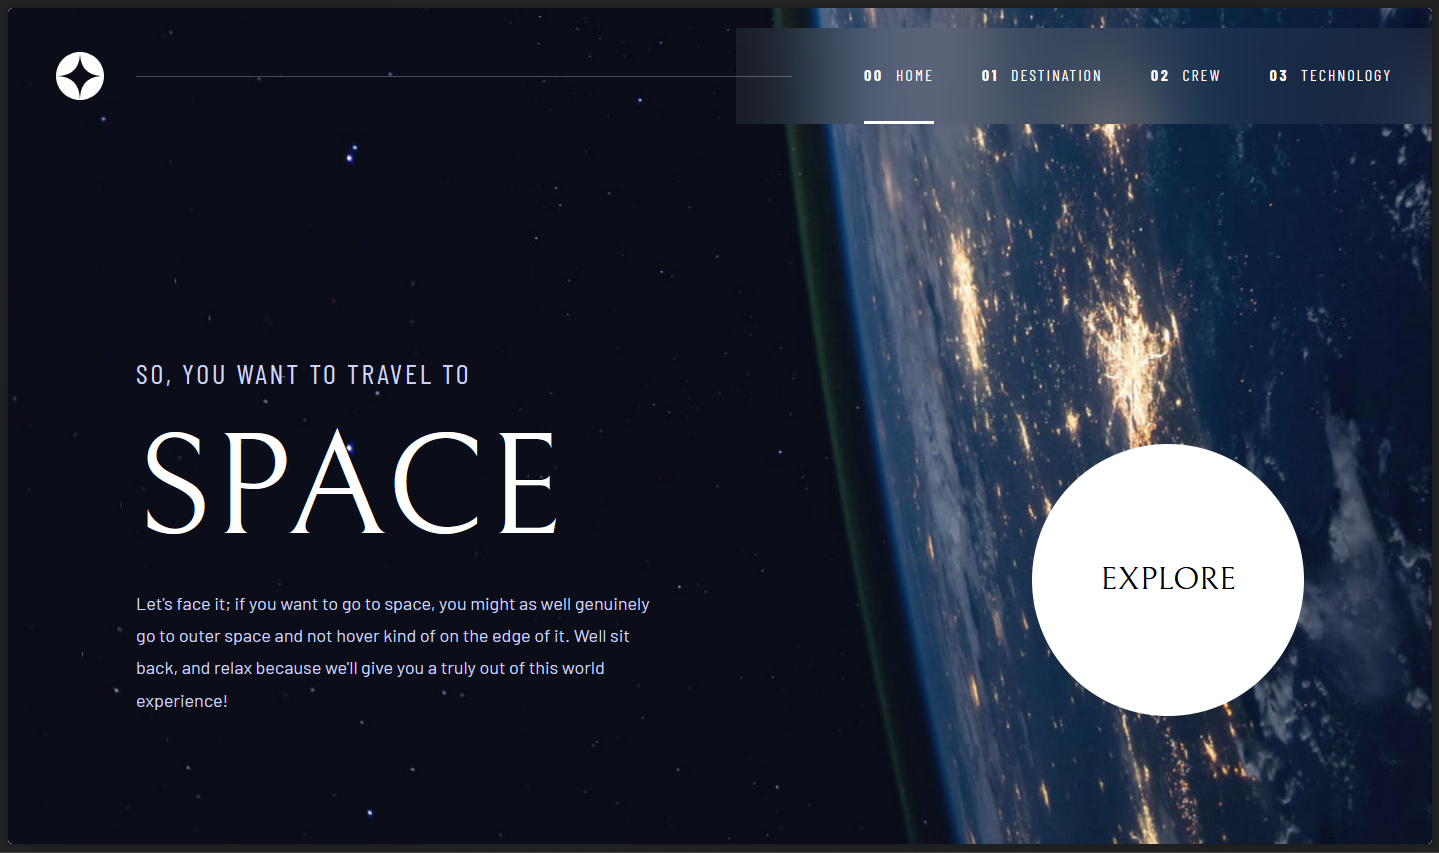 00 HOME 01 DESTINATION 02 CREW 03 TECHNOLOGY
SO, YOU WANT TO TRAVEL TO
SPACE
Let's face it; if you want to go to space, you might as well genuinely
go to outer space and not hover kind of on the edge of it. Well sit
back, and relax because we'll give you a truly out of this world
experience!
EXPLORE